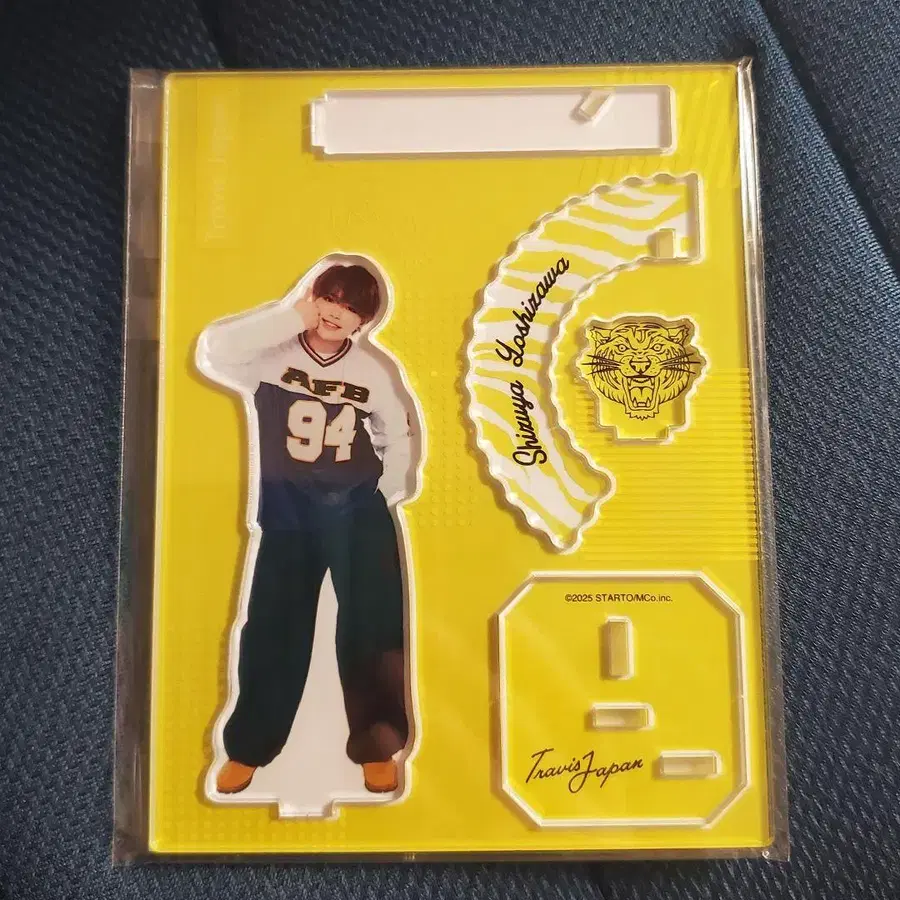 Shizuya Yoshizawa
AFB
94
©2025 STARTO/MCo.inc.
Travis Japan